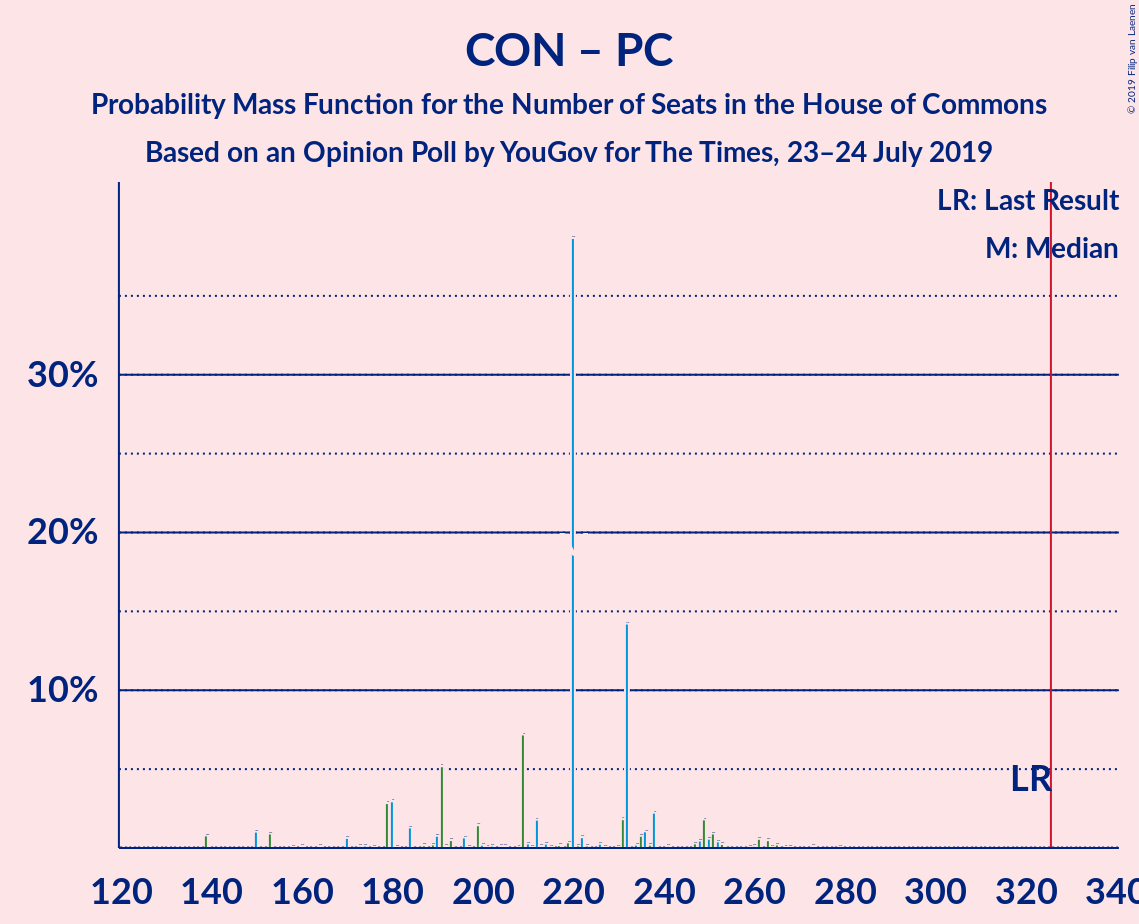 CON – PC
Probability Mass Function for the Number of Seats in the House of Commons
Based on an Opinion Poll by YouGov for The Times, 23–24 July 2019
© 2019 Filip van Laenen
LR: Last Result
M: Median
30%
20%
10%
LR
120 140 160 180 200 220 240 260 280 300 320 340